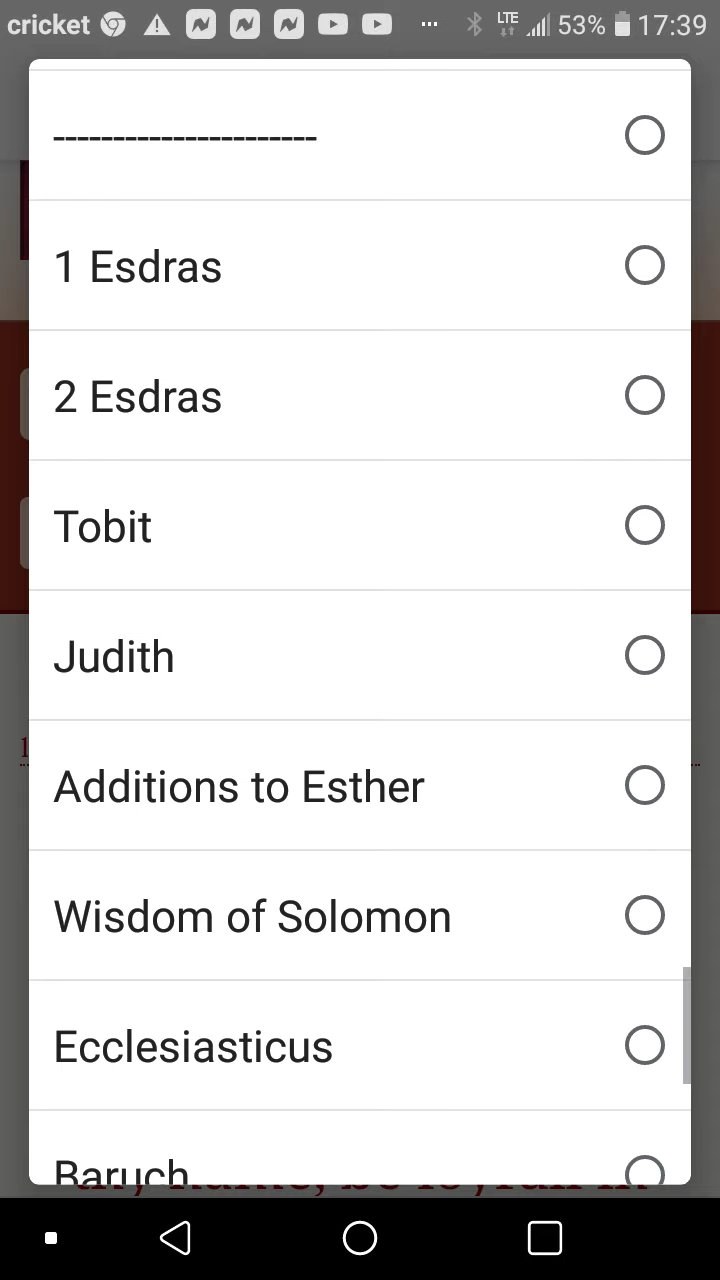 cricket ... LTE 53% 17:39
----------------------
1 Esdras
2 Esdras
Tobit
Judith
Additions to Esther
Wisdom of Solomon
Ecclesiasticus
Baruch